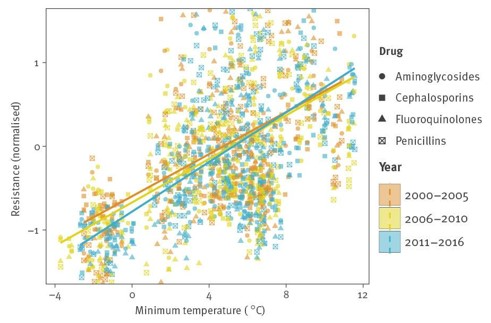 Drug
Aminoglycosides
Cephalosporins
Fluoroquinolones
Penicillins
Year
2000–2005
2006–2010
2011–2016
Resistance (normalised)
1
0
−1
−4
0
4
8
12
Minimum temperature ( °C)